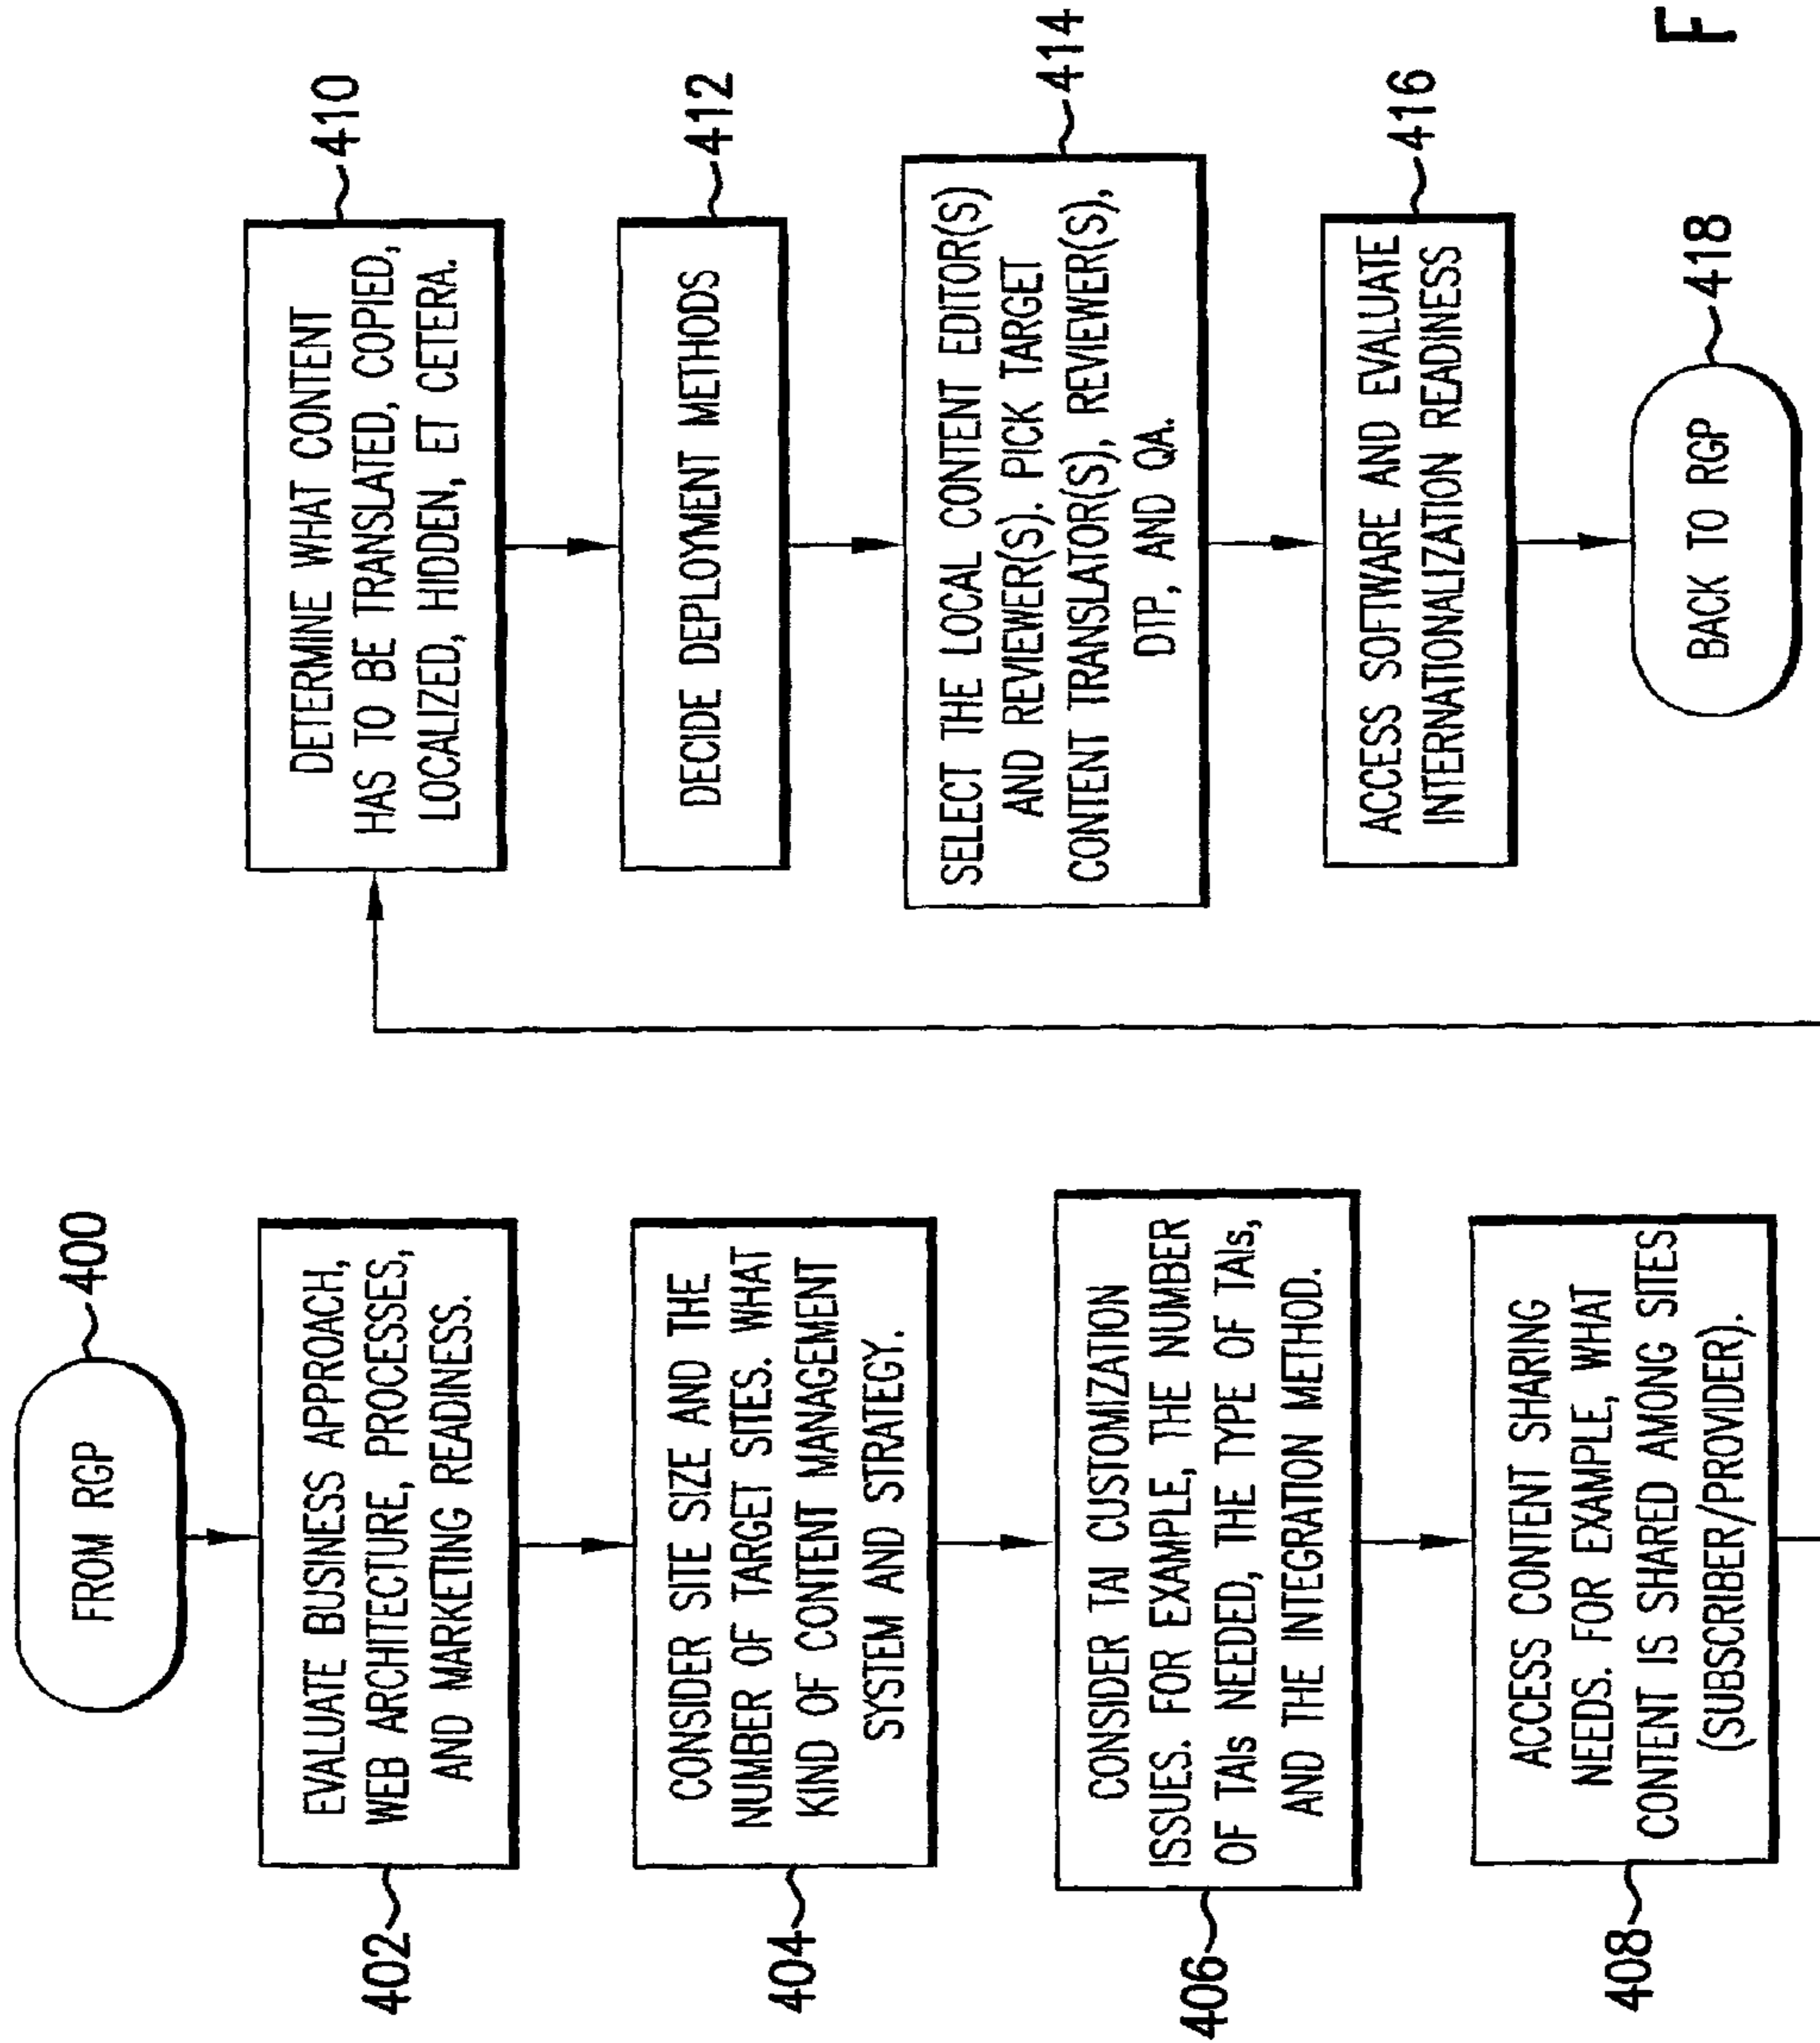 FROM RGP
400
EVALUATE BUSINESS APPROACH,
WEB ARCHITECTURE, PROCESSES,
AND MARKETING READINESS.
402
CONSIDER SITE SIZE AND THE
NUMBER OF TARGET SITES. WHAT
KIND OF CONTENT MANAGEMENT
SYSTEM AND STRATEGY.
404
CONSIDER TAI CUSTOMIZATION
ISSUES. FOR EXAMPLE, THE NUMBER
OF TAIs NEEDED, THE TYPE OF TAIs,
AND THE INTEGRATION METHOD.
406
ACCESS CONTENT SHARING
NEEDS. FOR EXAMPLE, WHAT
CONTENT IS SHARED AMONG SITES
(SUBSCRIBER/PROVIDER).
408
DETERMINE WHAT CONTENT
HAS TO BE TRANSLATED, COPIED,
LOCALIZED, HIDDEN, ET CETERA.
410
DECIDE DEPLOYMENT METHODS
412
SELECT THE LOCAL CONTENT EDITOR(S)
AND REVIEWER(S). PICK TARGET
CONTENT TRANSLATOR(S), REVIEWER(S),
DTP, AND QA.
414
ACCESS SOFTWARE AND EVALUATE
INTERNATIONALIZATION READINESS
416
BACK TO RGP
418
F